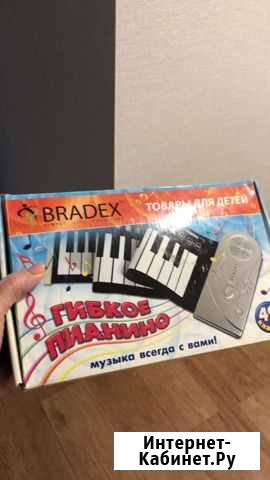 BRADEX
ТОВАРЫ ДЛЯ ДЕТЕЙ
ГИБКОЕ
ПИАНИНО
музыка всегда с вами!
Интернет-
Кабинет.Ру